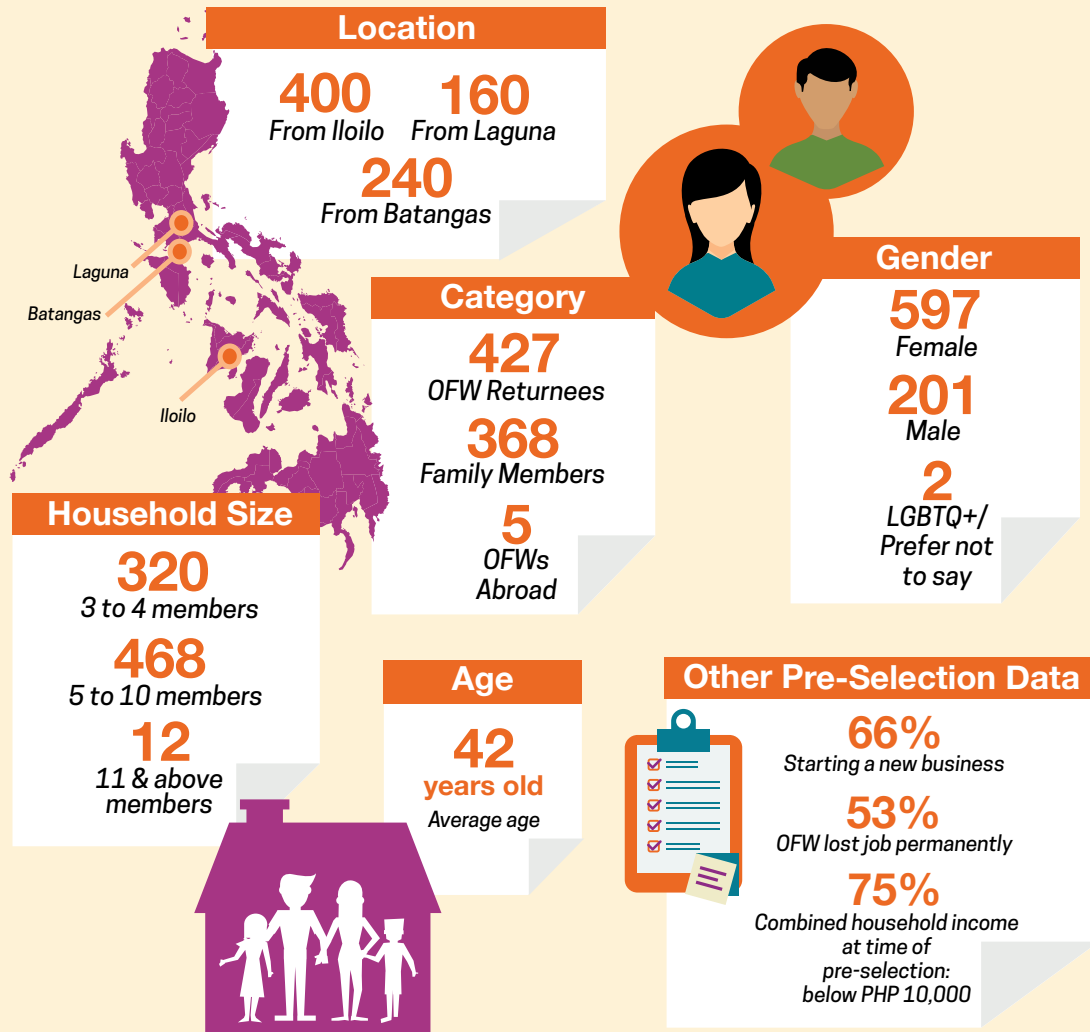 Location
400
From Iloilo
160
From Laguna
240
From Batangas
Laguna
Batangas
Iloilo
Category
427
OFW Returnees
368
Family Members
5
OFWs
Abroad
Gender
597
Female
201
Male
2
LGBTQ+/
Prefer not
to say
Household Size
320
3 to 4 members
468
5 to 10 members
12
11 & above
members
Age
42
years old
Average age
Other Pre-Selection Data
66%
Starting a new business
53%
OFW lost job permanently
75%
Combined household income
at time of
pre-selection:
below PHP 10,000